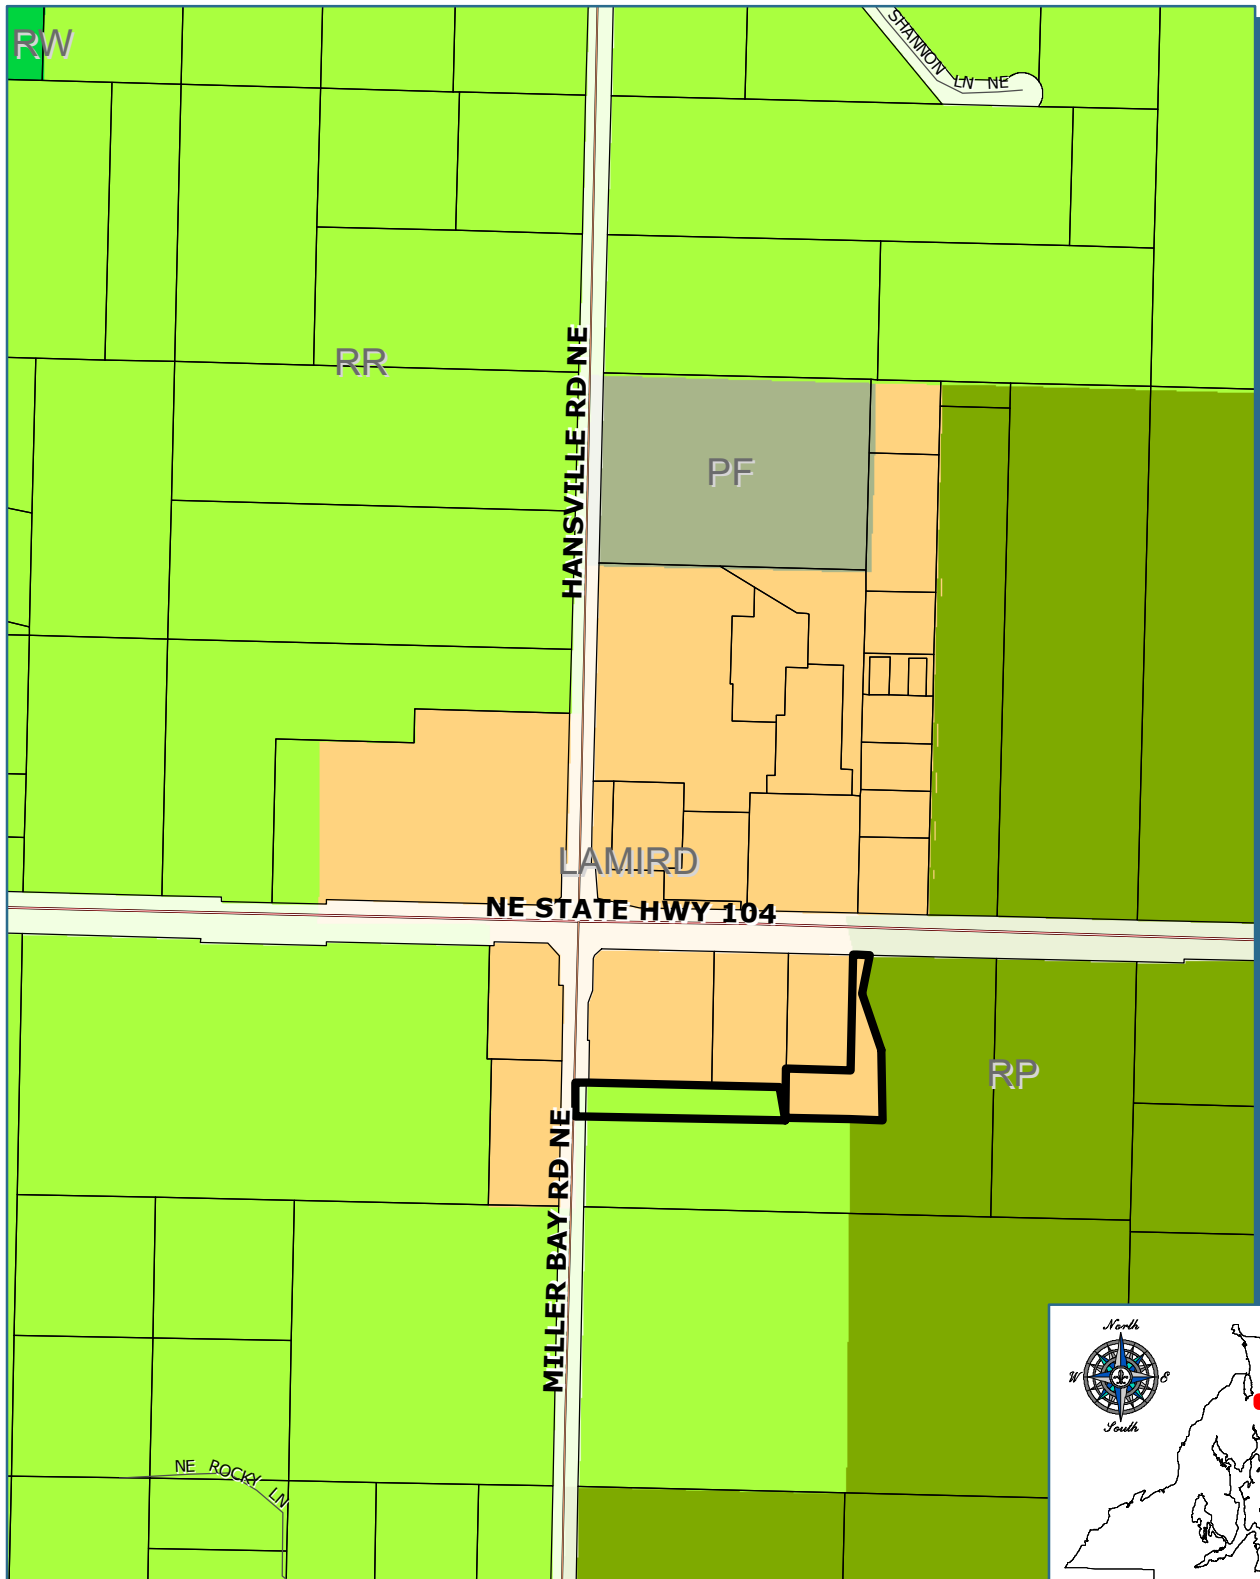 RW
SHANNON LN NE
RR
HANSVILLE RD NE
PF
LAMIRD
NE STATE HWY 104
RP
MILLER BAY RD NE
North
W
E
South
NE ROCKY LN